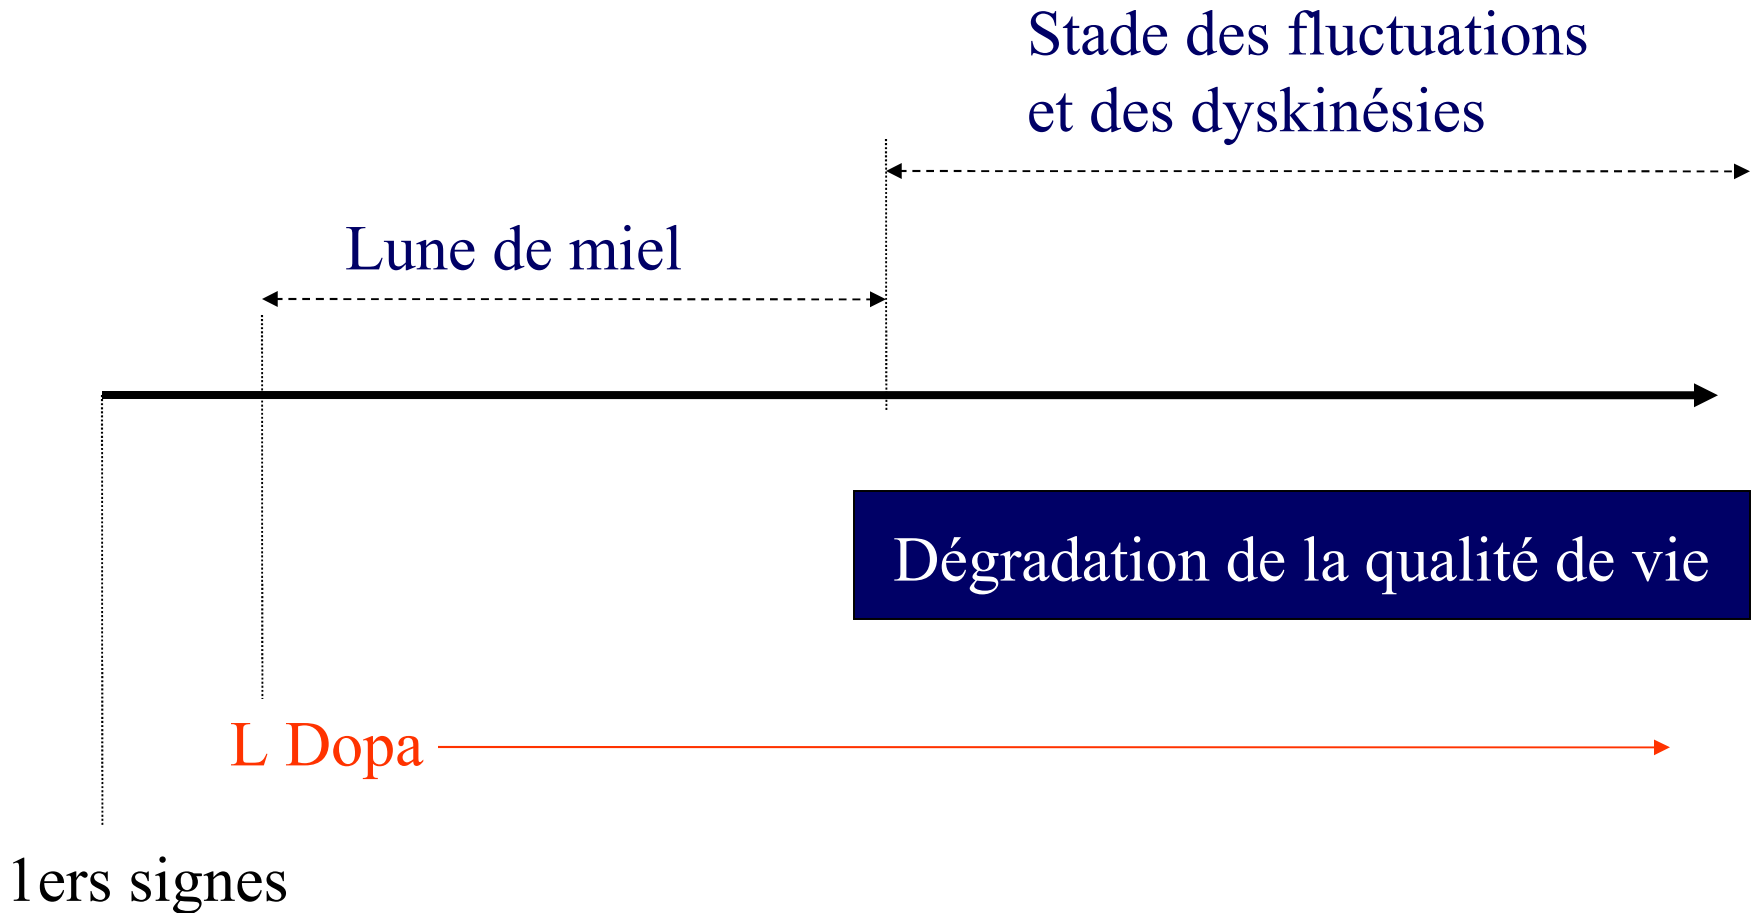 Stade des fluctuations
et des dyskinésies
Lune de miel
Dégradation de la qualité de vie
L Dopa
1ers signes